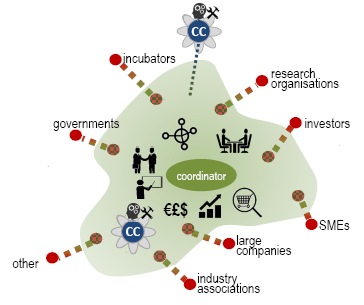 CC
incubators
research
organisations
governments
investors
coordinator
€£$
SMEs
CC
large
companies
other
industry
associations